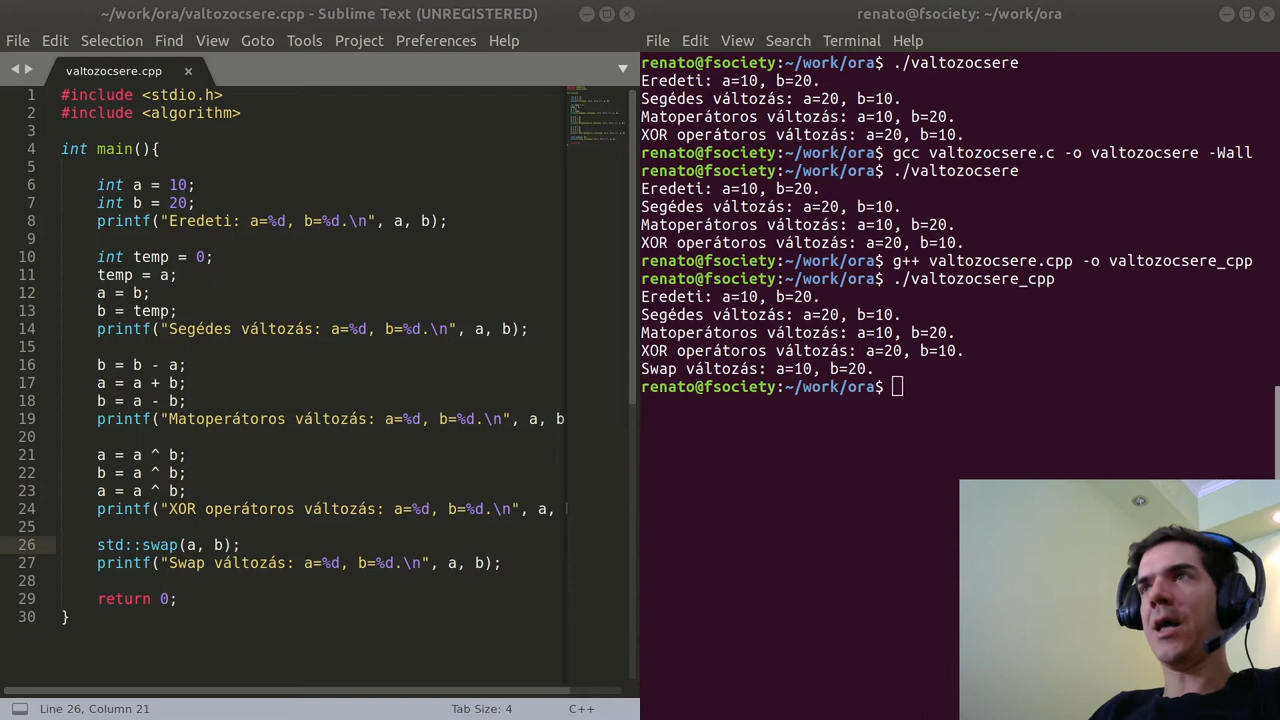 ~/work/ora/valtozocsere.cpp - Sublime Text (UNREGISTERED)
File Edit Selection Find View Goto Tools Project Preferences Help
valtozocsere.cpp ×
1 #include <stdio.h>
2 #include <algorithm>
3
4 int main(){
5
6 int a = 10;
7 int b = 20;
8 printf("Eredeti: a=%d, b=%d.\n", a, b);
9
10 int temp = 0;
11 temp = a;
12 a = b;
13 b = temp;
14 printf("Segédes változás: a=%d, b=%d.\n", a, b);
15
16 b = b - a;
17 a = a + b;
18 b = a - b;
19 printf("Matoperátoros változás: a=%d, b=%d.\n", a, b
20
21 a = a ^ b;
22 b = a ^ b;
23 a = a ^ b;
24 printf("XOR operátoros változás: a=%d, b=%d.\n", a,
25
26 std::swap(a, b);
27 printf("Swap változás: a=%d, b=%d.\n", a, b);
28
29 return 0;
30 }
Line 26, Column 21 Tab Size: 4 C++
renato@fsociety: ~/work/ora
File Edit View Search Terminal Help
renato@fsociety:~/work/ora$ ./valtozocsere
Eredeti: a=10, b=20.
Segédes változás: a=20, b=10.
Matoperátoros változás: a=10, b=20.
XOR operátoros változás: a=20, b=10.
renato@fsociety:~/work/ora$ gcc valtozocsere.c -o valtozocsere -Wall
renato@fsociety:~/work/ora$ ./valtozocsere
Eredeti: a=10, b=20.
Segédes változás: a=20, b=10.
Matoperátoros változás: a=10, b=20.
XOR operátoros változás: a=20, b=10.
renato@fsociety:~/work/ora$ g++ valtozocsere.cpp -o valtozocsere_cpp
renato@fsociety:~/work/ora$ ./valtozocsere_cpp
Eredeti: a=10, b=20.
Segédes változás: a=20, b=10.
Matoperátoros változás: a=10, b=20.
XOR operátoros változás: a=20, b=10.
Swap változás: a=10, b=20.
renato@fsociety:~/work/ora$